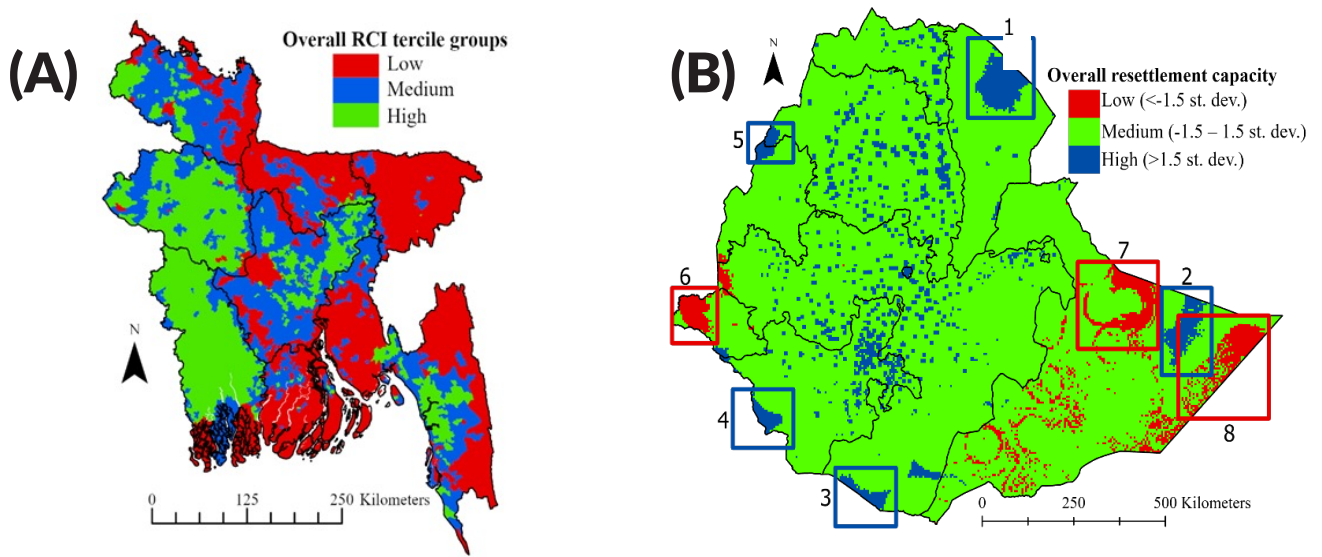 (A)
Overall RCI tercile groups
Low
Medium
High
N
0 125 250 Kilometers
(B)
N
Overall resettlement capacity
Low (<-1.5 st. dev.)
Medium (-1.5 – 1.5 st. dev.)
High (>1.5 st. dev.)
1
5
6
7
2
4
8
3
0 250 500 Kilometers